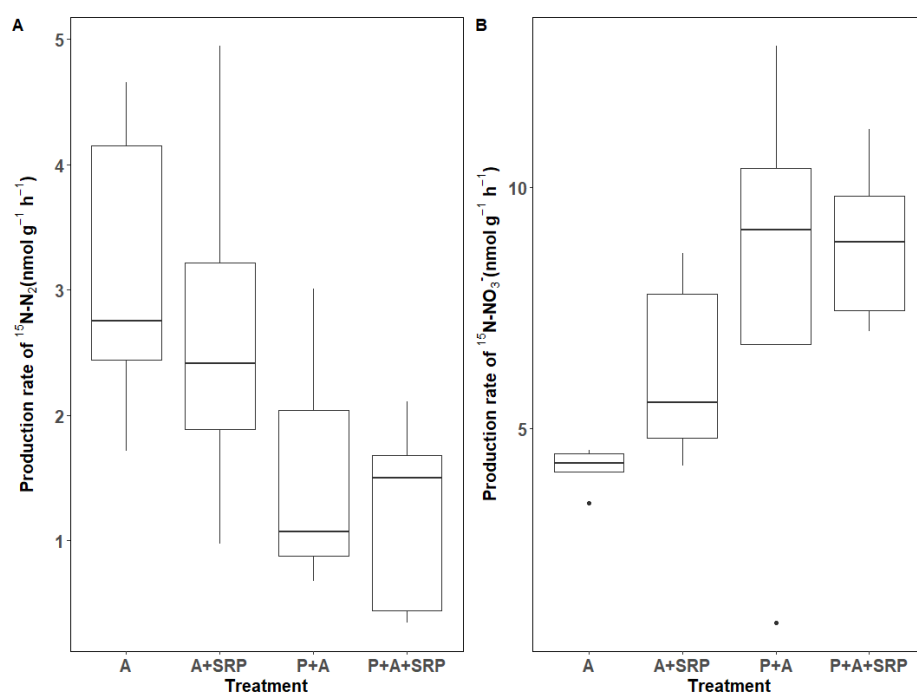 A
Production rate of ¹⁵N-N₂(nmol g⁻¹ h⁻¹)
5
4
3
2
1
A A+SRP P+A P+A+SRP
Treatment
B
Production rate of ¹⁵N-NO₃⁻(nmol g⁻¹ h⁻¹)
10
5
A A+SRP P+A P+A+SRP
Treatment